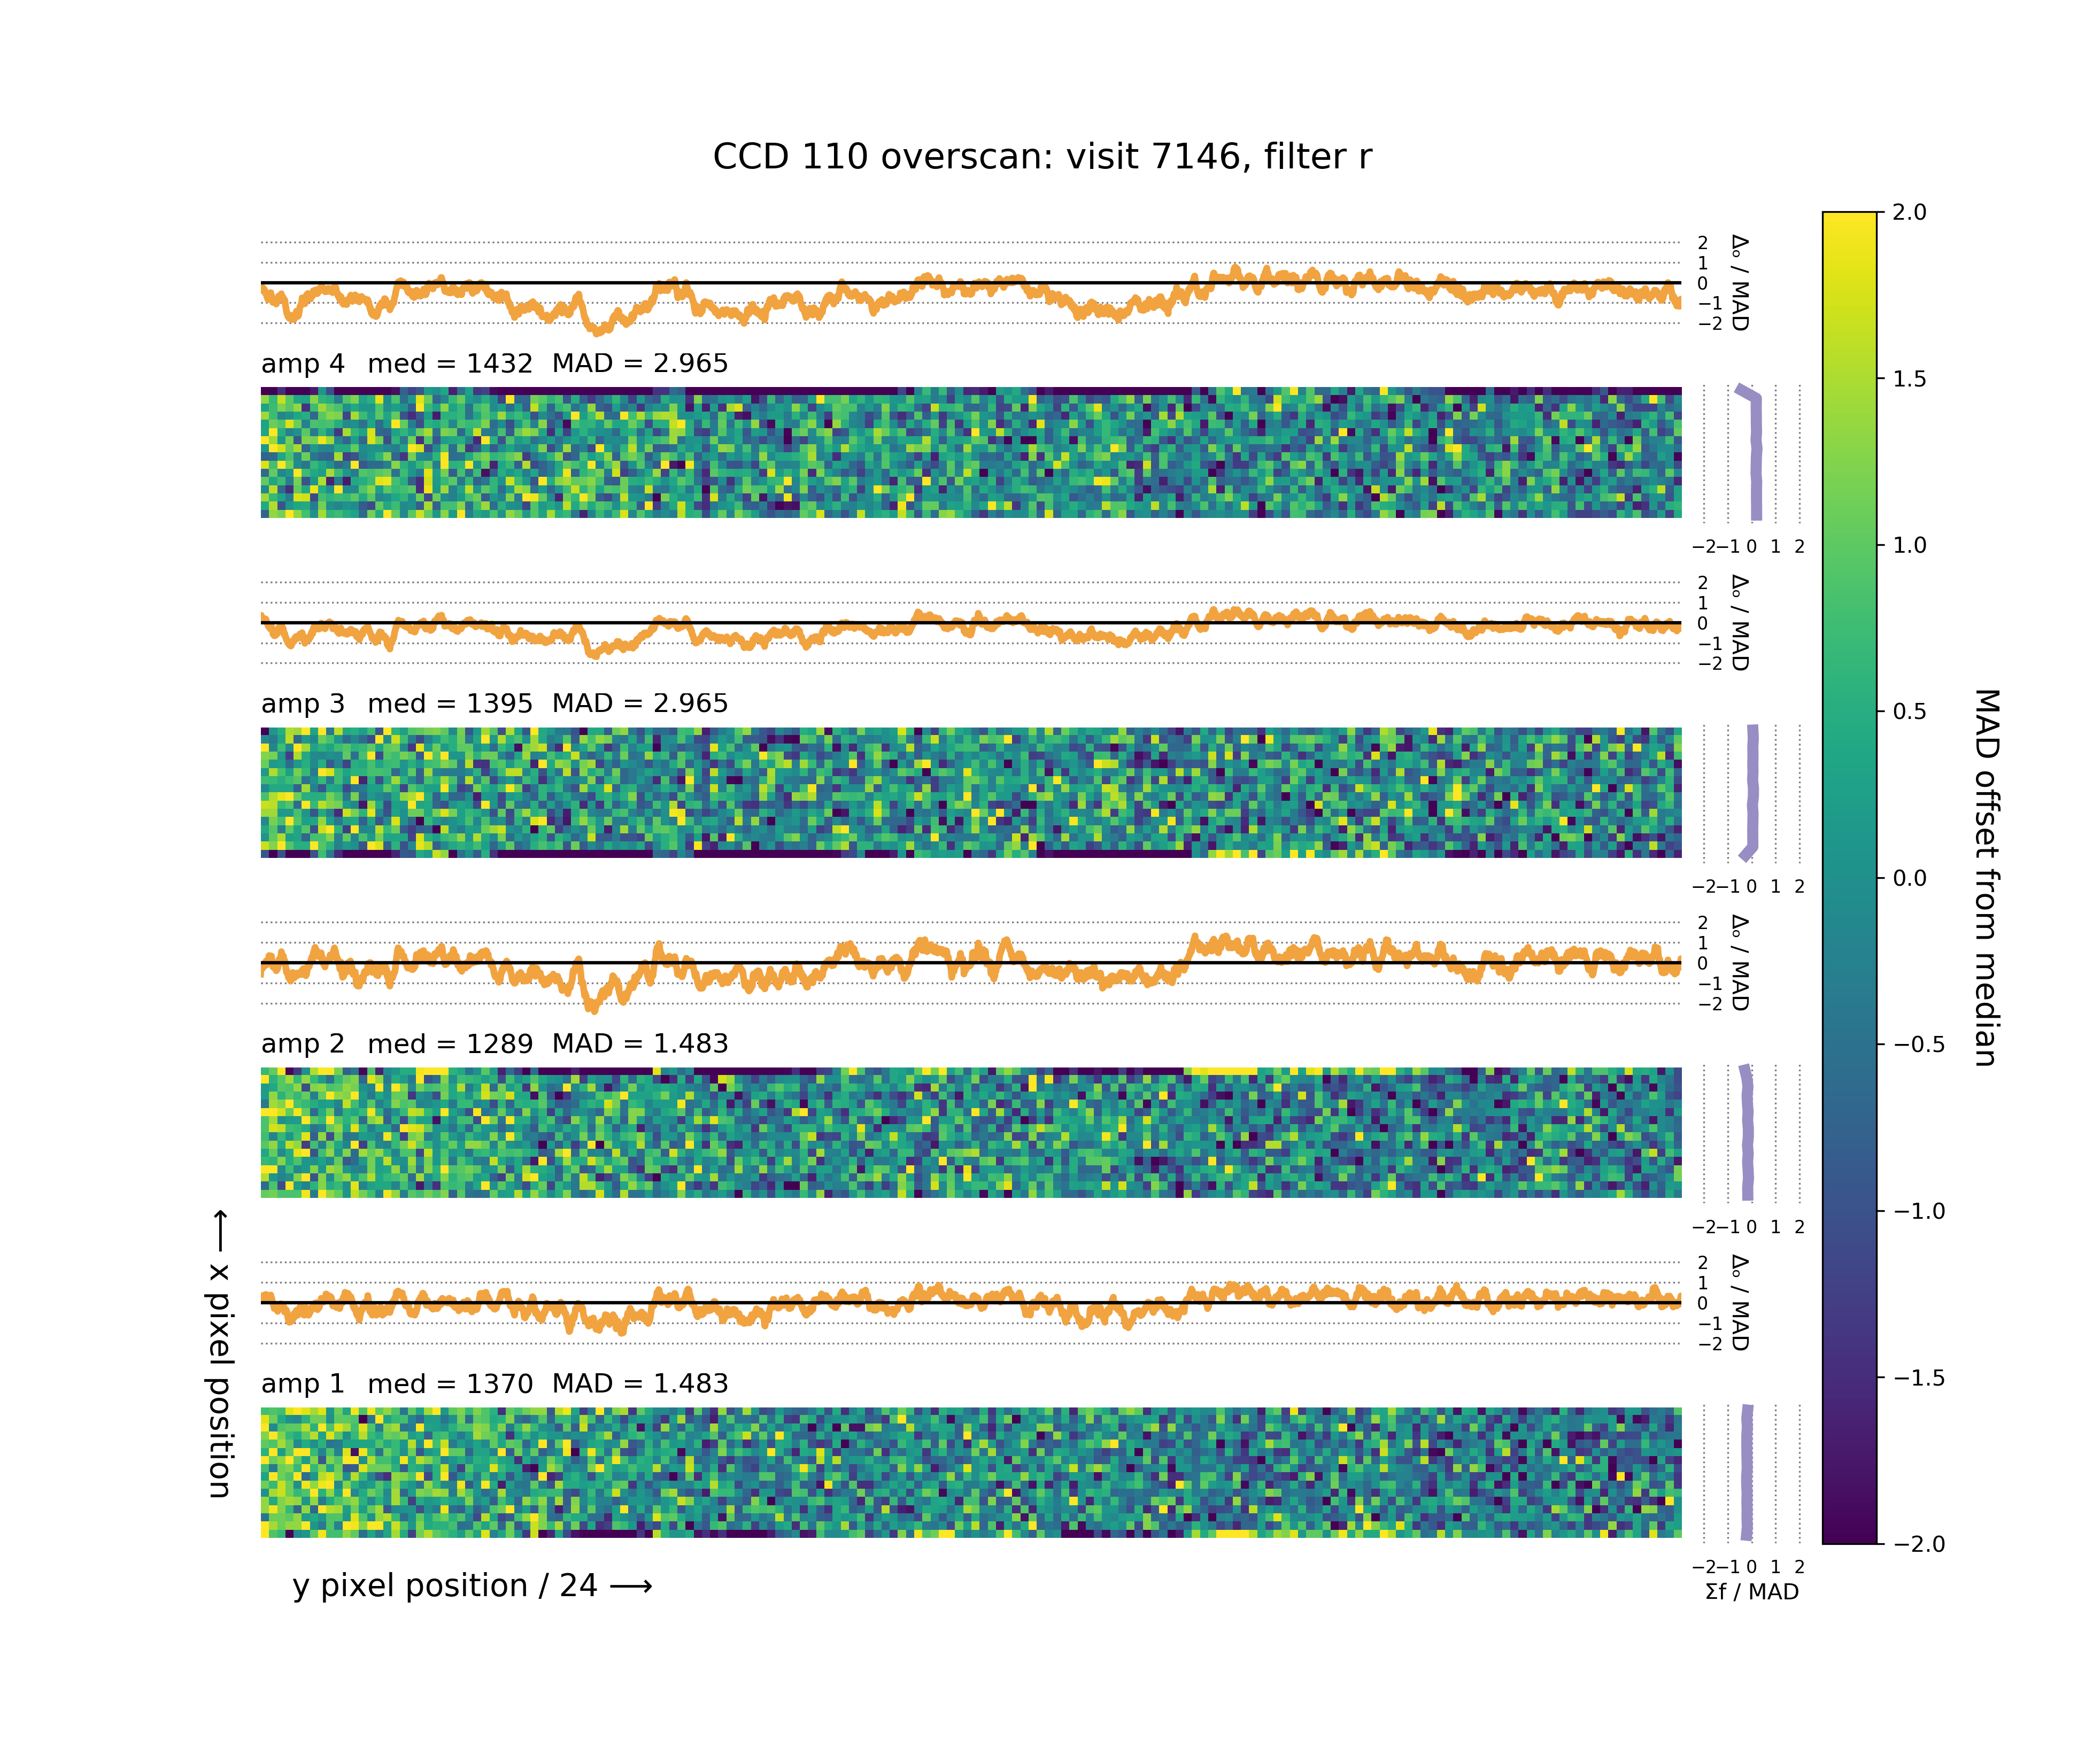 CCD 110 overscan: visit 7146, filter r
2
1
0
−1
−2
Δₒ / MAD
amp 4 med = 1432 MAD = 2.965
−2 −1 0 1 2
2
1
0
−1
−2
Δₒ / MAD
amp 3 med = 1395 MAD = 2.965
−2 −1 0 1 2
2
1
0
−1
−2
Δₒ / MAD
amp 2 med = 1289 MAD = 1.483
−2 −1 0 1 2
2
1
0
−1
−2
Δₒ / MAD
amp 1 med = 1370 MAD = 1.483
−2 −1 0 1 2
Σf / MAD
⟵ x pixel position
y pixel position / 24 ⟶
2.0
1.5
1.0
0.5
0.0
−0.5
−1.0
−1.5
−2.0
MAD offset from median